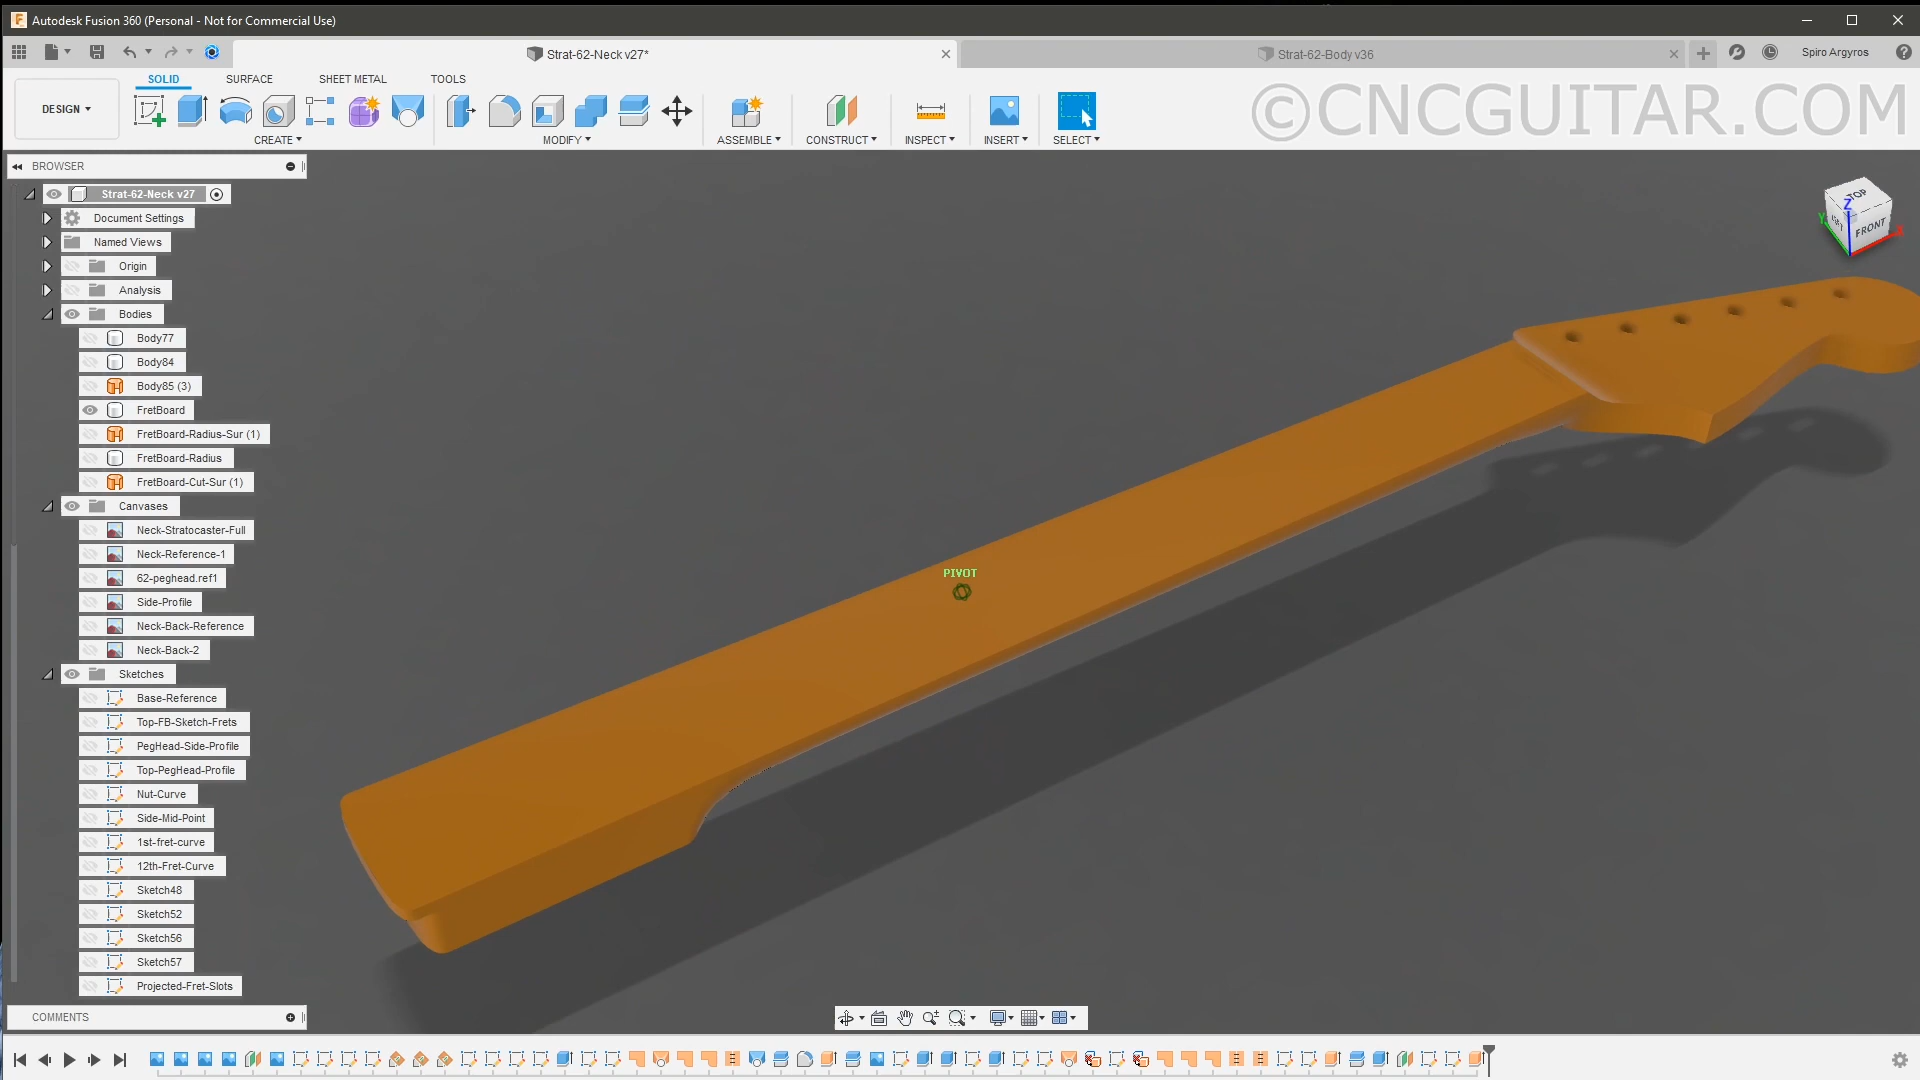 Autodesk Fusion 360 (Personal - Not for Commercial Use)
Strat-62-Neck v27*
Strat-62-Body v36
Spiro Argyros
DESIGN
SOLID
SURFACE
SHEET METAL
TOOLS
CREATE
MODIFY
ASSEMBLE
CONSTRUCT
INSPECT
INSERT
SELECT
©CNCGUITAR.COM
BROWSER
Strat-62-Neck v27
Document Settings
Named Views
Origin
Analysis
Bodies
Body77
Body84
Body85 (3)
FretBoard
FretBoard-Radius-Sur (1)
FretBoard-Radius
FretBoard-Cut-Sur (1)
Canvases
Neck-Stratocaster-Full
Neck-Reference-1
62-peghead.ref1
Side-Profile
Neck-Back-Reference
Neck-Back-2
Sketches
Base-Reference
Top-FB-Sketch-Frets
PegHead-Side-Profile
Top-PegHead-Profile
Nut-Curve
Side-Mid-Point
1st-fret-curve
12th-Fret-Curve
Sketch48
Sketch52
Sketch56
Sketch57
Projected-Fret-Slots
TOP
Z
Y
FRONT
X
PIVOT
COMMENTS